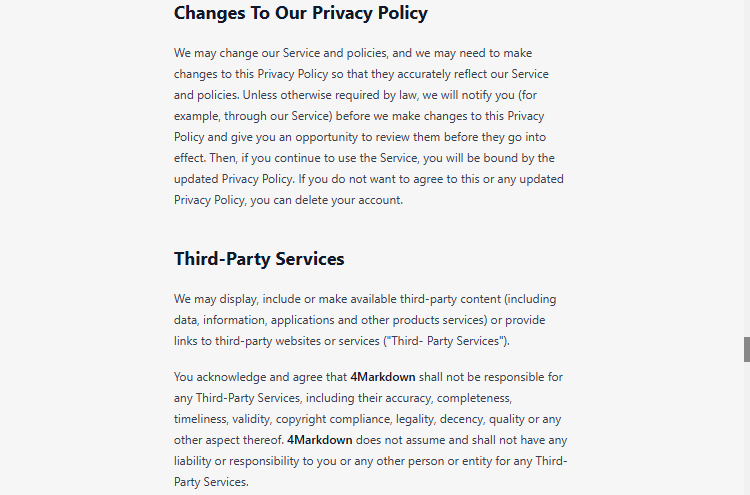 Changes To Our Privacy Policy
We may change our Service and policies, and we may need to make
changes to this Privacy Policy so that they accurately reflect our Service
and policies. Unless otherwise required by law, we will notify you (for
example, through our Service) before we make changes to this Privacy
Policy and give you an opportunity to review them before they go into
effect. Then, if you continue to use the Service, you will be bound by the
updated Privacy Policy. If you do not want to agree to this or any updated
Privacy Policy, you can delete your account.
Third-Party Services
We may display, include or make available third-party content (including
data, information, applications and other products services) or provide
links to third-party websites or services ("Third- Party Services").
You acknowledge and agree that 4Markdown shall not be responsible for
any Third-Party Services, including their accuracy, completeness,
timeliness, validity, copyright compliance, legality, decency, quality or any
other aspect thereof. 4Markdown does not assume and shall not have any
liability or responsibility to you or any other person or entity for any Third-
Party Services.